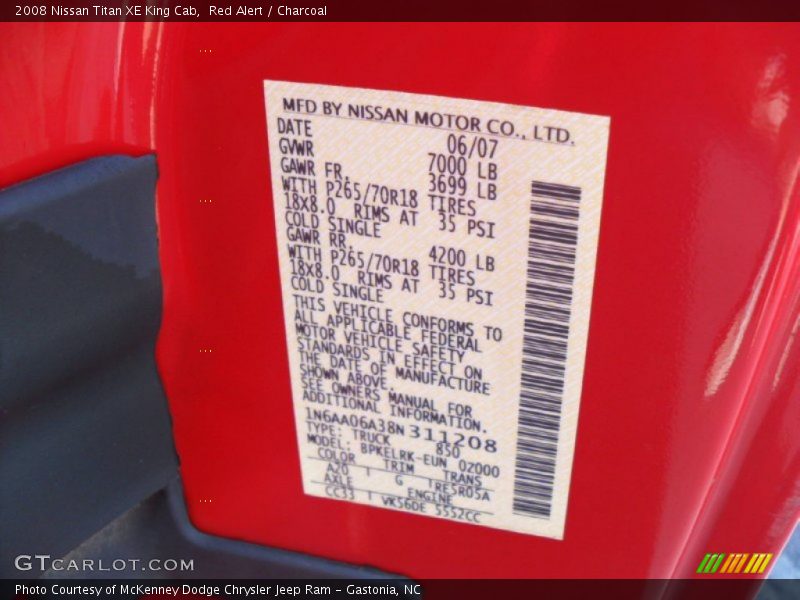 2008 Nissan Titan XE King Cab,  Red Alert / Charcoal
MFD BY NISSAN MOTOR CO., LTD.
DATE 06/07
GVWR 7000 LB
GAWR FR. 3699 LB
WITH P265/70R18 TIRES
18X8.0 RIMS AT 35 PSI
COLD SINGLE
GAWR RR. 4200 LB
WITH P265/70R18 TIRES
18X8.0 RIMS AT 35 PSI
COLD SINGLE
THIS VEHICLE CONFORMS TO
ALL APPLICABLE FEDERAL
MOTOR VEHICLE SAFETY
STANDARDS IN EFFECT ON
THE DATE OF MANUFACTURE
SHOWN ABOVE.
SEE OWNERS MANUAL FOR
ADDITIONAL INFORMATION.
1N6AA06A38N311208
TYPE: TRUCK 850
MODEL: BPKELRK-EUN 02000
COLOR TRIM TRANS
A20 G RE5R05A
AXLE ENGINE
CC33 VK56DE 5552CC
GTCARLOT.COM
Photo Courtesy of McKenney Dodge Chrysler Jeep Ram – Gastonia, NC